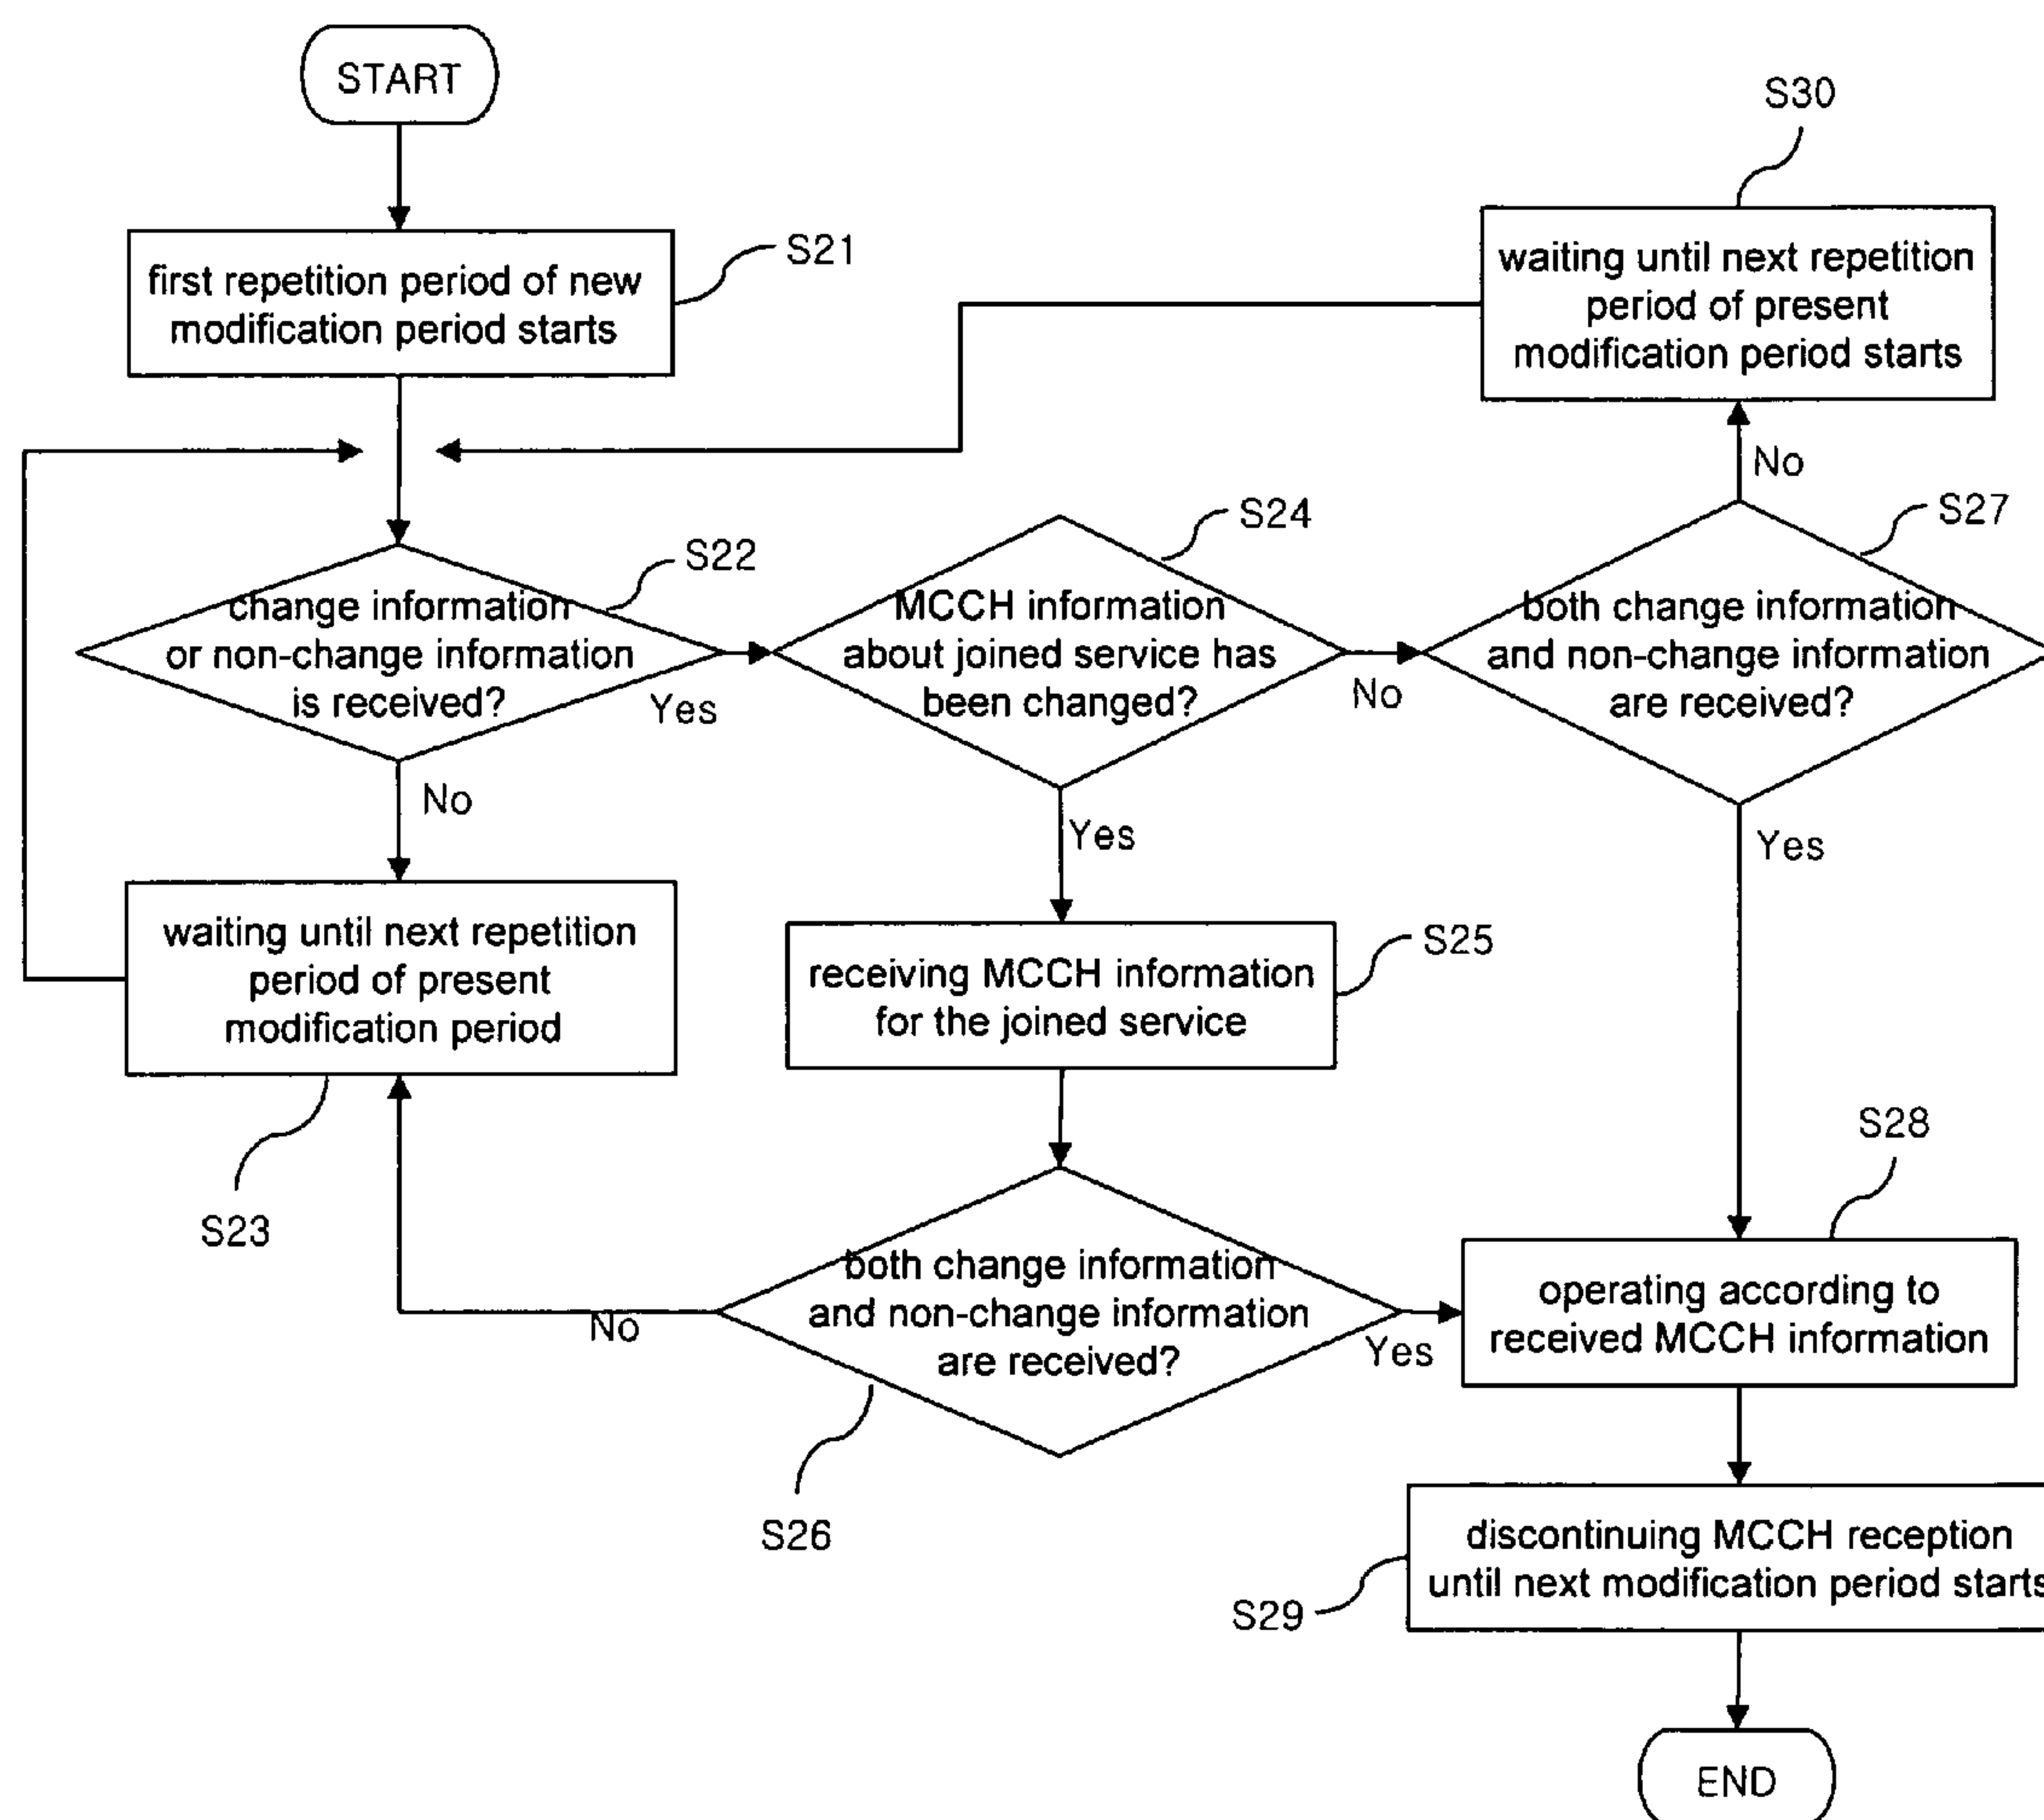 START
S30
S21
first repetition period of new
modification period starts
waiting until next repetition
period of present
modification period starts
No
S22
S24
S27
change information
or non-change information
is received?
Yes
MCCH information
about joined service has
been changed?
No
both change information
and non-change information
are received?
No
Yes
Yes
waiting until next repetition
period of present
modification period
S23
receiving MCCH information
for the joined service
S25
S28
both change information
and non-change information
are received?
No
Yes
S26
operating according to
received MCCH information
discontinuing MCCH reception
until next modification period starts
S29
END